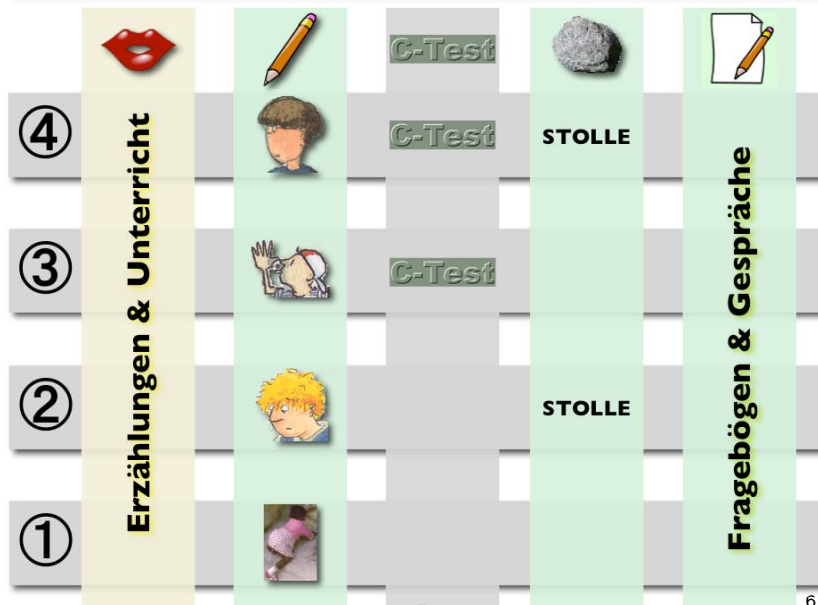 C-Test
④ C-Test STOLLE
③ C-Test
② STOLLE
①
Erzählungen & Unterricht
Fragebögen & Gespräche
6